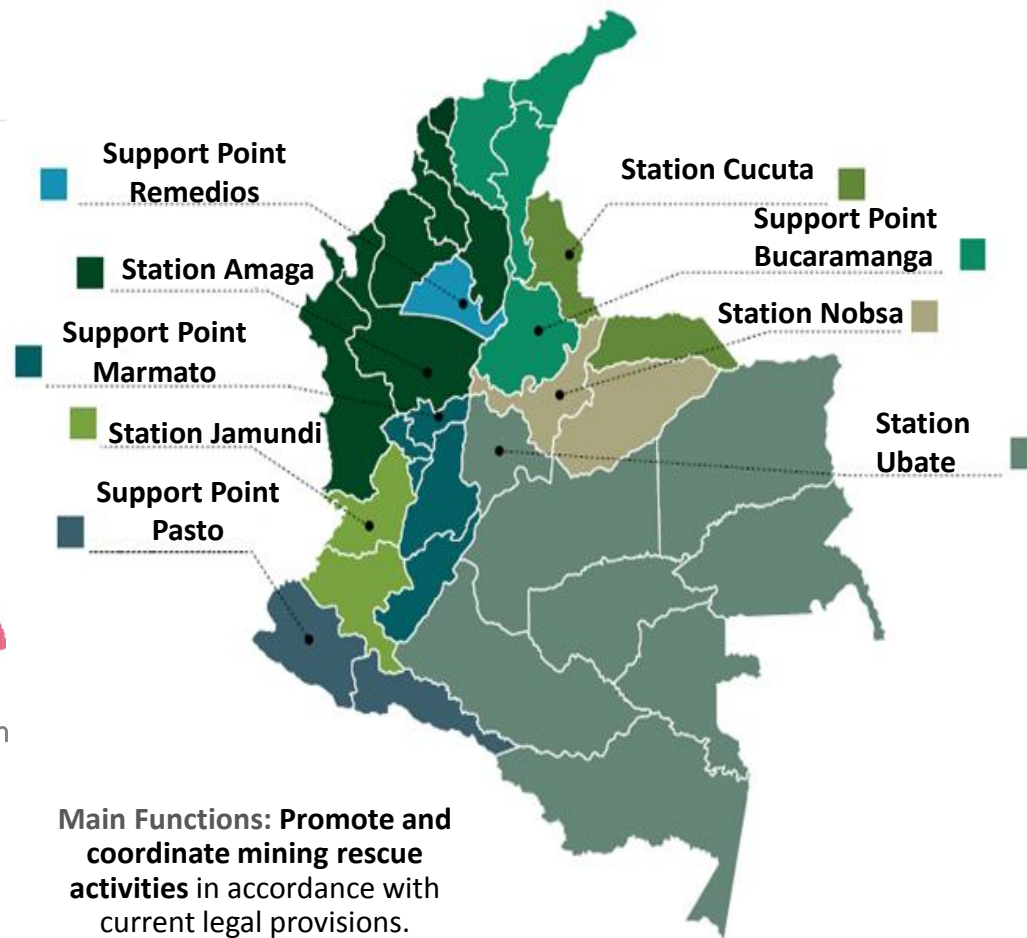 Support Point
Remedios
Station Cucuta
Support Point
Bucaramanga
Station Amaga
Station Nobsa
Support Point
Marmato
Station Jamundi
Station
Ubate
Support Point
Pasto
n
Main Functions: Promote and
coordinate mining rescue
activities in accordance with
current legal provisions.